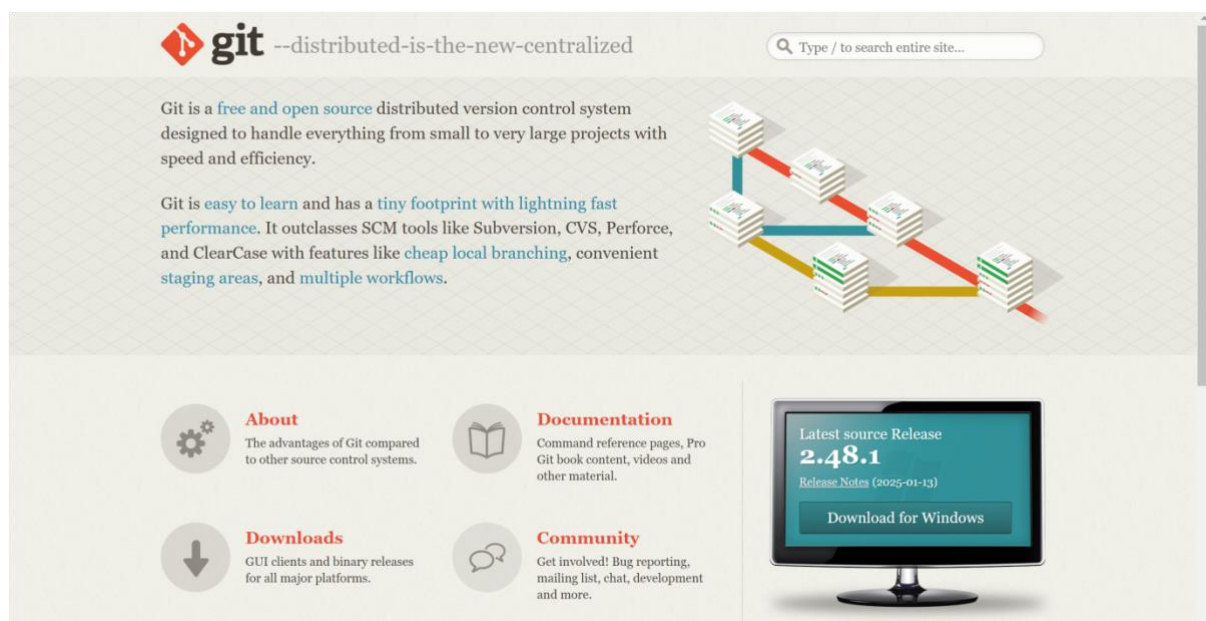 git --distributed-is-the-new-centralized
Type / to search entire site...
Git is a free and open source distributed version control system
designed to handle everything from small to very large projects with
speed and efficiency.
Git is easy to learn and has a tiny footprint with lightning fast
performance. It outclasses SCM tools like Subversion, CVS, Perforce,
and ClearCase with features like cheap local branching, convenient
staging areas, and multiple workflows.
About
The advantages of Git compared
to other source control systems.
Documentation
Command reference pages, Pro
Git book content, videos and
other material.
Downloads
GUI clients and binary releases
for all major platforms.
Community
Get involved! Bug reporting,
mailing list, chat, development
and more.
Latest source Release
2.48.1
Release Notes (2025-01-13)
Download for Windows